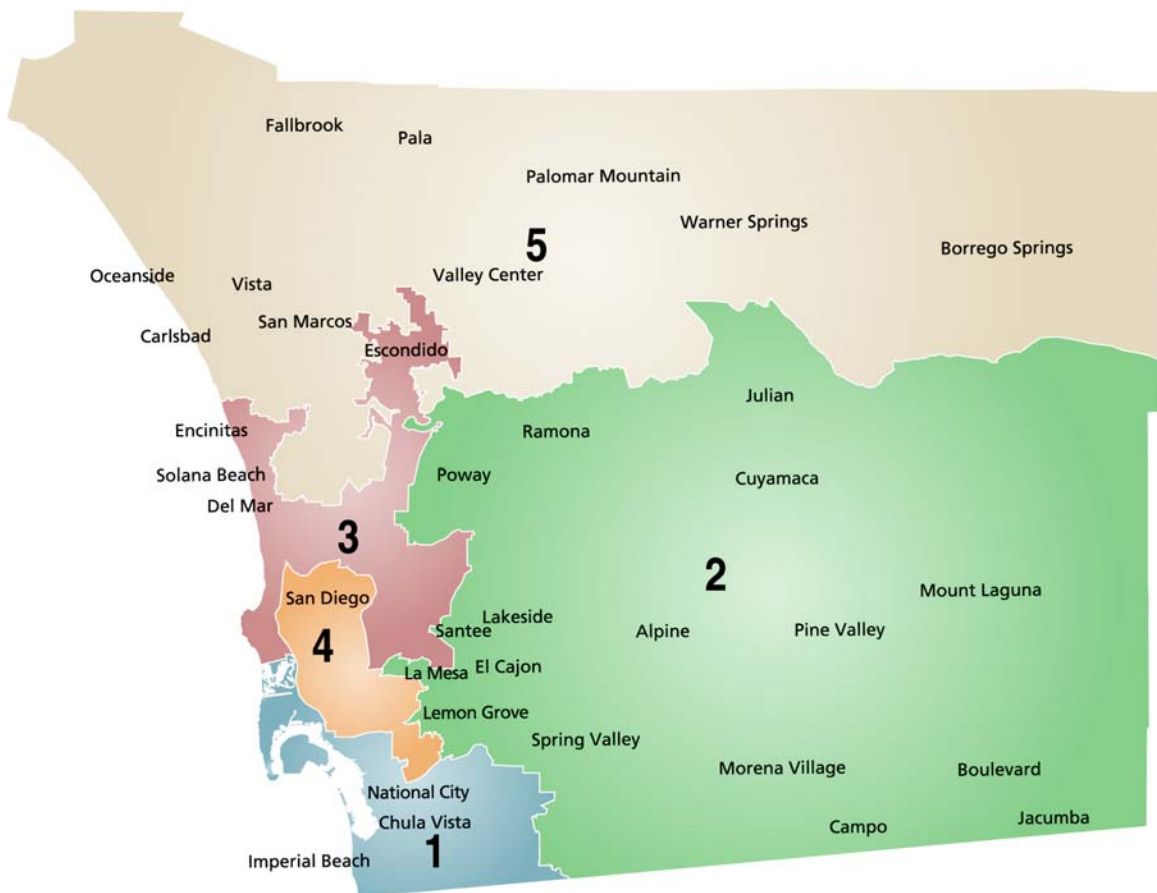 Fallbrook
Pala
Palomar Mountain
Warner Springs
5
Borrego Springs
Oceanside
Vista
Valley Center
San Marcos
Carlsbad
Escondido
Julian
Encinitas
Ramona
Solana Beach
Poway
Cuyamaca
Del Mar
3
2
San Diego
Mount Laguna
Lakeside
Santee
Alpine
Pine Valley
4
La Mesa
El Cajon
Lemon Grove
Spring Valley
Morena Village
Boulevard
National City
Chula Vista
Campo
Jacumba
1
Imperial Beach